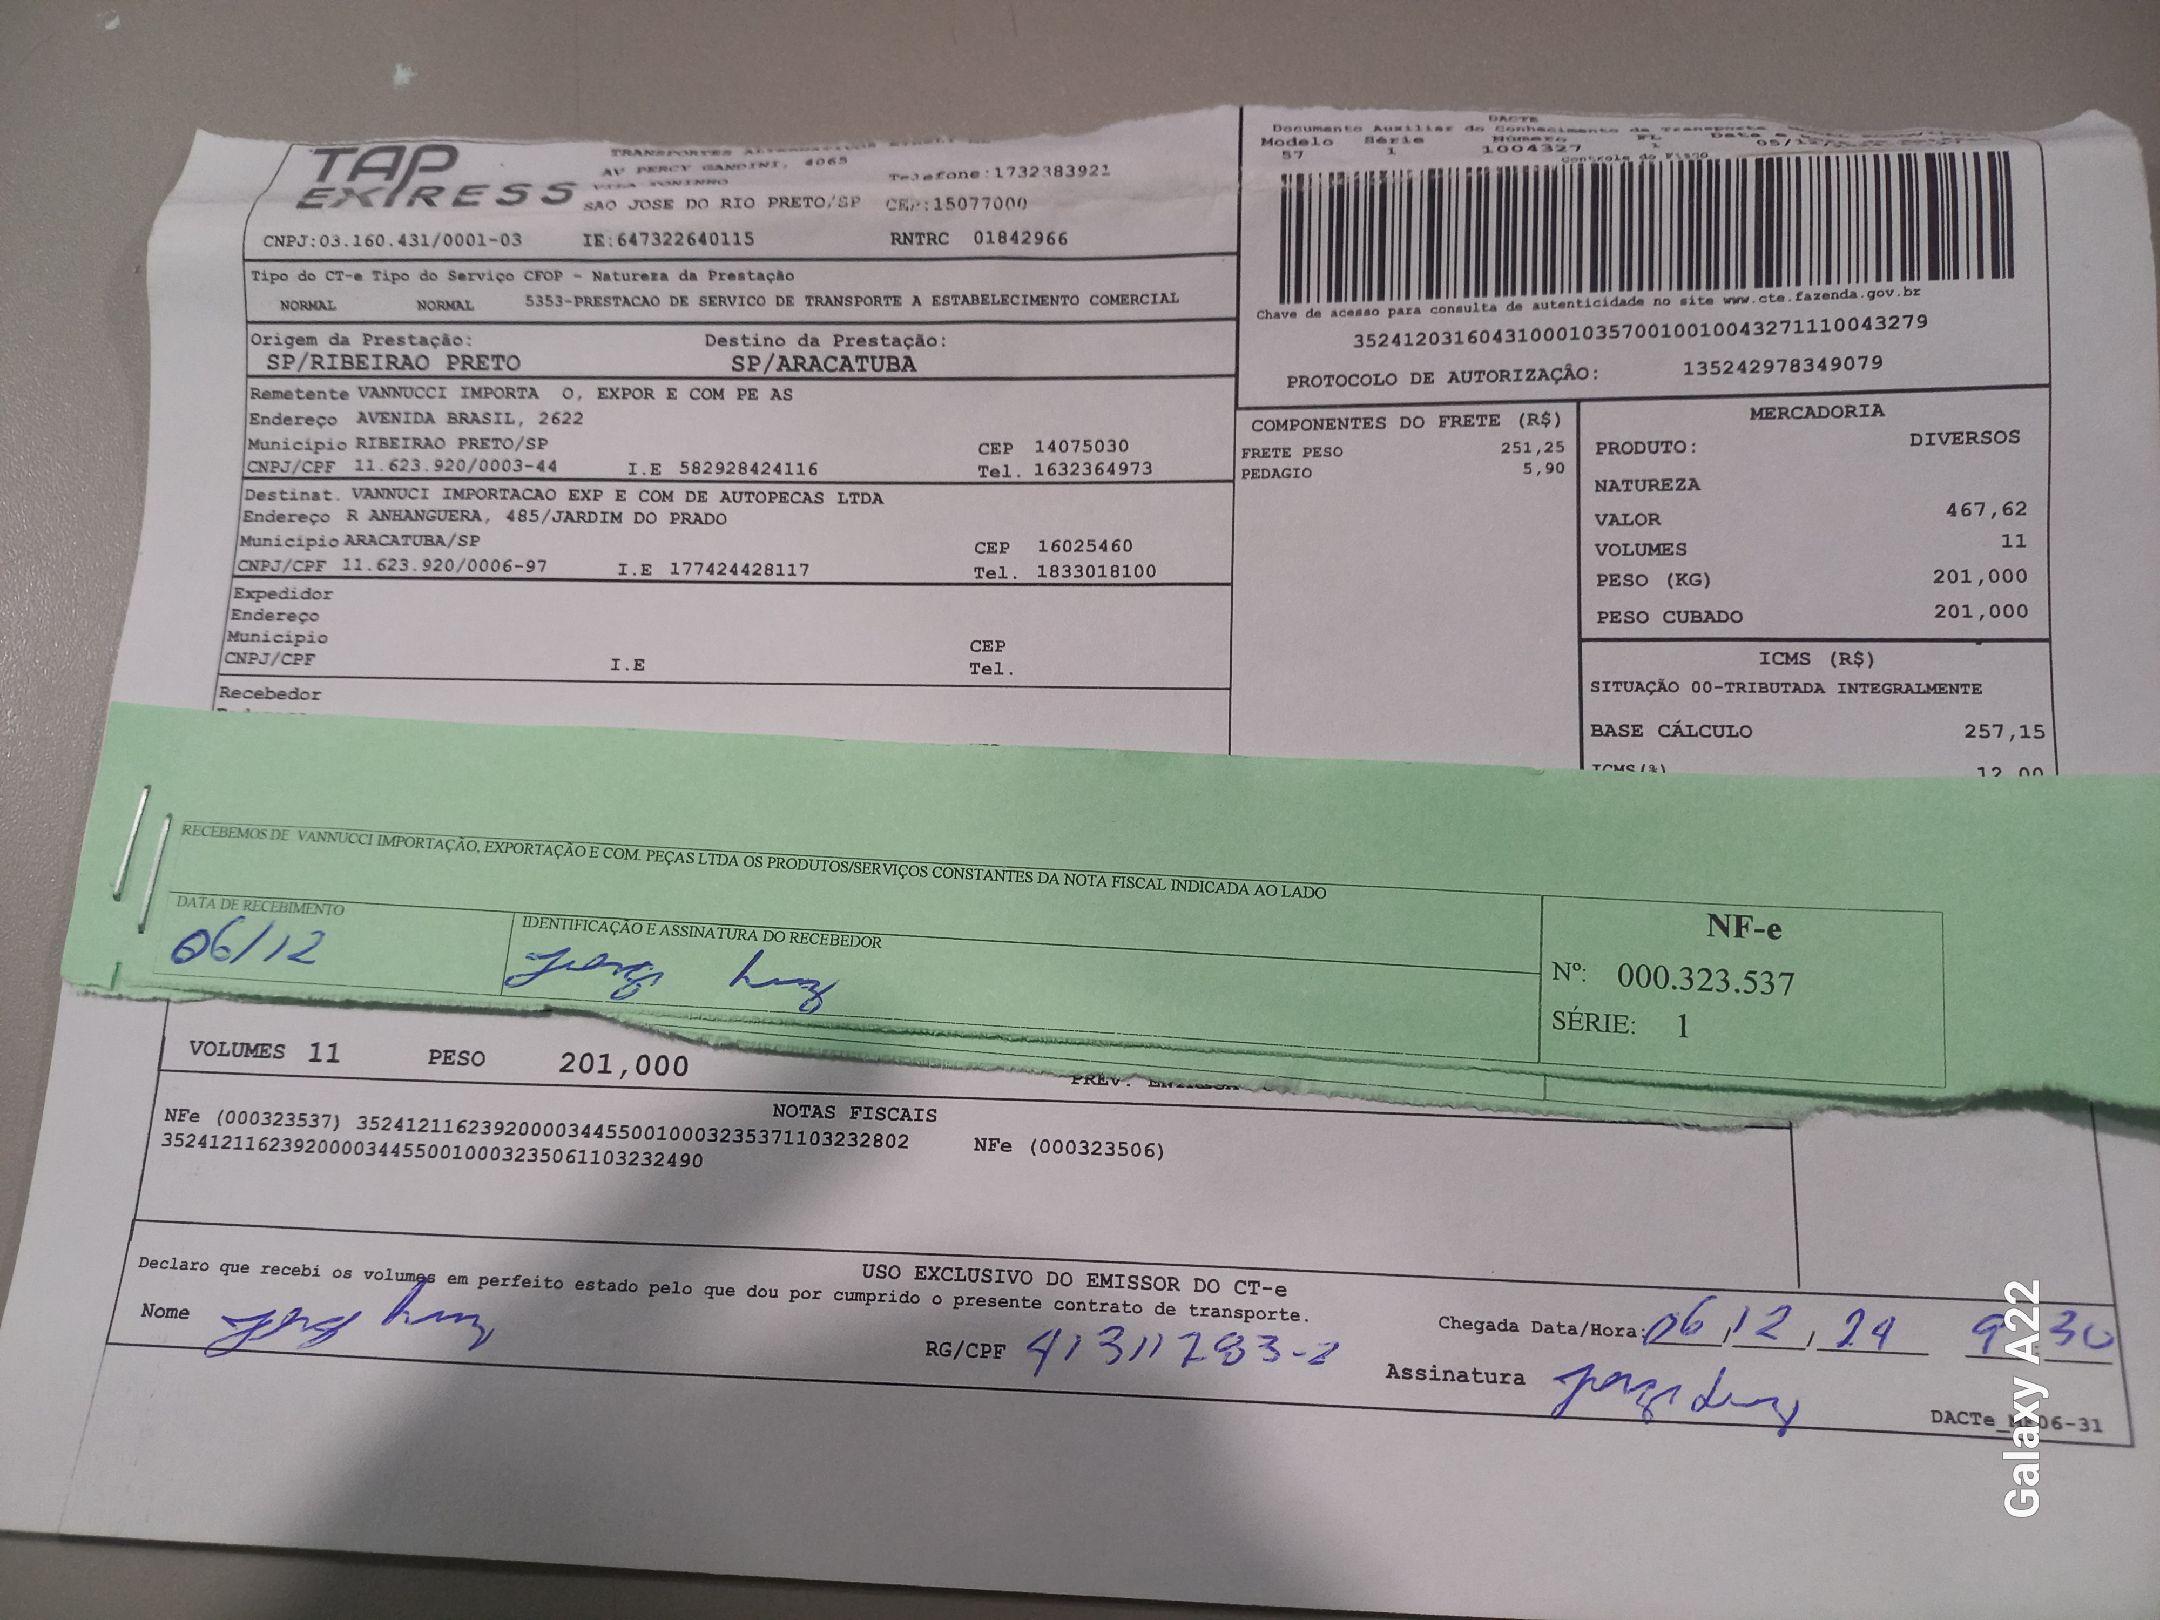 TAP EXPRESS
AV PERCY GANDINI, 4065
Telefone:1732383921
SAO JOSE DO RIO PRETO/SP CEP:15077000
CNPJ:03.160.431/0001-03 IE:647322640115 RNTRC 01842966
Tipo do CT-e Tipo do Serviço CFOP - Natureza da Prestação
NORMAL NORMAL 5353-PRESTACAO DE SERVICO DE TRANSPORTE A ESTABELECIMENTO COMERCIAL
Origem da Prestação: Destino da Prestação:
SP/RIBEIRAO PRETO SP/ARACATUBA
Remetente VANNUCCI IMPORTA O, EXPOR E COM PE AS
Endereço AVENIDA BRASIL, 2622
Município RIBEIRAO PRETO/SP CEP 14075030
CNPJ/CPF 11.623.920/0003-44 I.E 582928424116 Tel. 1632364973
Destinat. VANNUCI IMPORTACAO EXP E COM DE AUTOPECAS LTDA
Endereço R ANHANGUERA, 485/JARDIM DO PRADO
Município ARACATUBA/SP CEP 16025460
CNPJ/CPF 11.623.920/0006-97 I.E 177424428117 Tel. 1833018100
Expedidor
Endereço
Município CEP
CNPJ/CPF I.E Tel.
Recebedor
DACTE
Documento Auxiliar do Conhecimento de Transporte
Modelo Série Número FL
57 1 1004327 1
Controle do Fisco
Chave de acesso para consulta de autenticidade no site www.cte.fazenda.gov.br
35241203160431000103570010010043271110043279
PROTOCOLO DE AUTORIZAÇÃO: 135242978349079
COMPONENTES DO FRETE (R$)
FRETE PESO 251,25
PEDAGIO 5,90
MERCADORIA
PRODUTO: DIVERSOS
NATUREZA
VALOR 467,62
VOLUMES 11
PESO (KG) 201,000
PESO CUBADO 201,000
ICMS (R$)
SITUAÇÃO 00-TRIBUTADA INTEGRALMENTE
BASE CÁLCULO 257,15
ICMS(%) 12,00
RECEBEMOS DE VANNUCCI IMPORTAÇÃO, EXPORTAÇÃO E COM. PEÇAS LTDA OS PRODUTOS/SERVIÇOS CONSTANTES DA NOTA FISCAL INDICADA AO LADO
DATA DE RECEBIMENTO
06/12
IDENTIFICAÇÃO E ASSINATURA DO RECEBEDOR
NF-e
Nº: 000.323.537
SÉRIE: 1
VOLUMES 11 PESO 201,000
NOTAS FISCAIS
NFe (000323537) 35241211623920000344550010003235371103232802 NFe (000323506)
35241211623920000344550010003235061103232490
USO EXCLUSIVO DO EMISSOR DO CT-e
Declaro que recebi os volumes em perfeito estado pelo que dou por cumprido o presente contrato de transporte.
Nome
RG/CPF 41311283-2
Chegada Data/Hora: 06/12/24 9:30
Assinatura
Galaxy A22